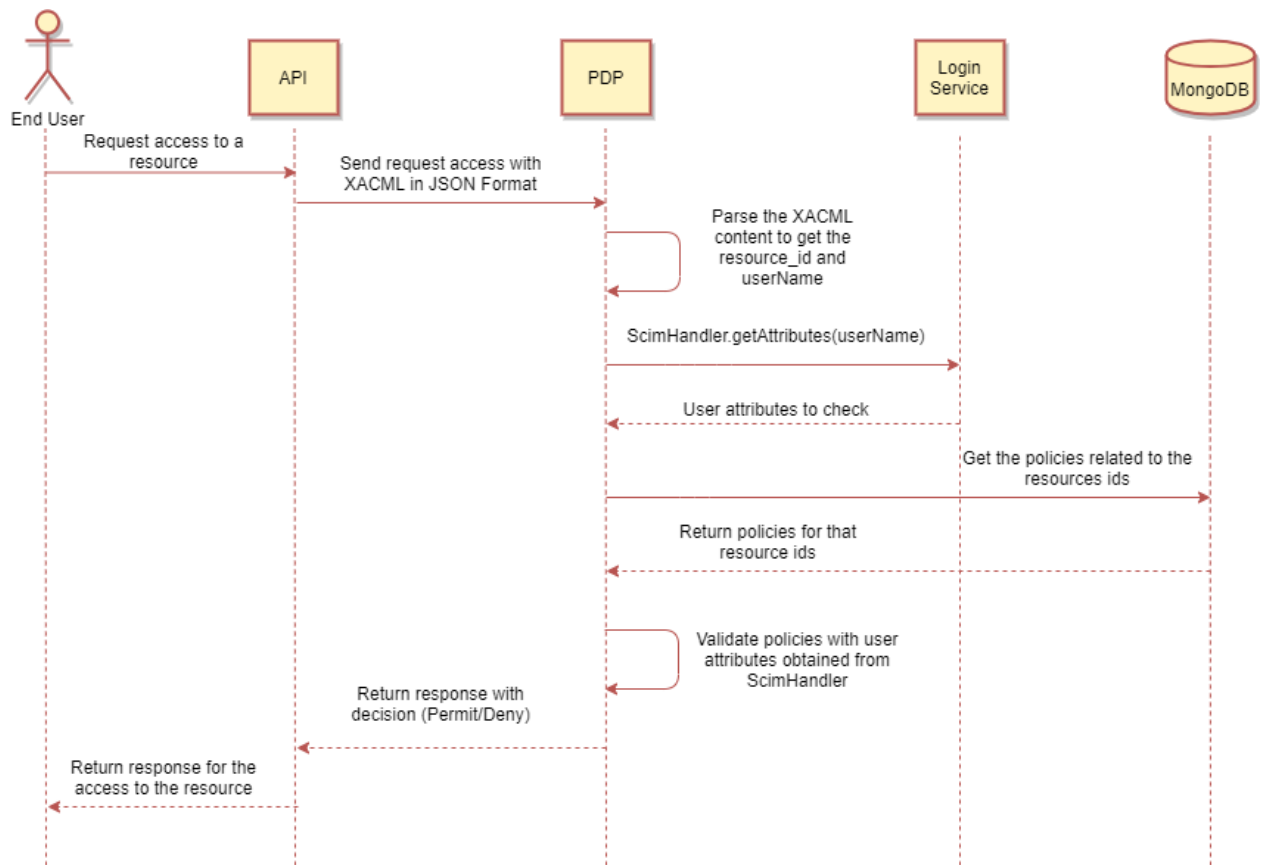 End User
API
PDP
Login
Service
MongoDB
Request access to a
resource
Send request access with
XACML in JSON Format
Parse the XACML
content to get the
resource_id and
userName
ScimHandler.getAttributes(userName)
User attributes to check
Get the policies related to the
resources ids
Return policies for that
resource ids
Validate policies with user
attributes obtained from
ScimHandler
Return response with
decision (Permit/Deny)
Return response for the
access to the resource